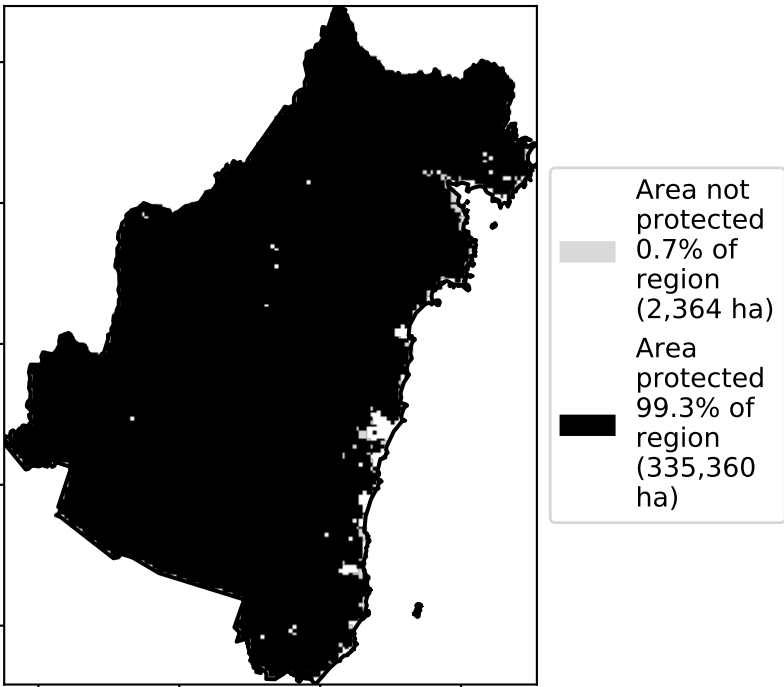 Area not
protected
0.7% of
region
(2,364 ha)
Area
protected
99.3% of
region
(335,360
ha)